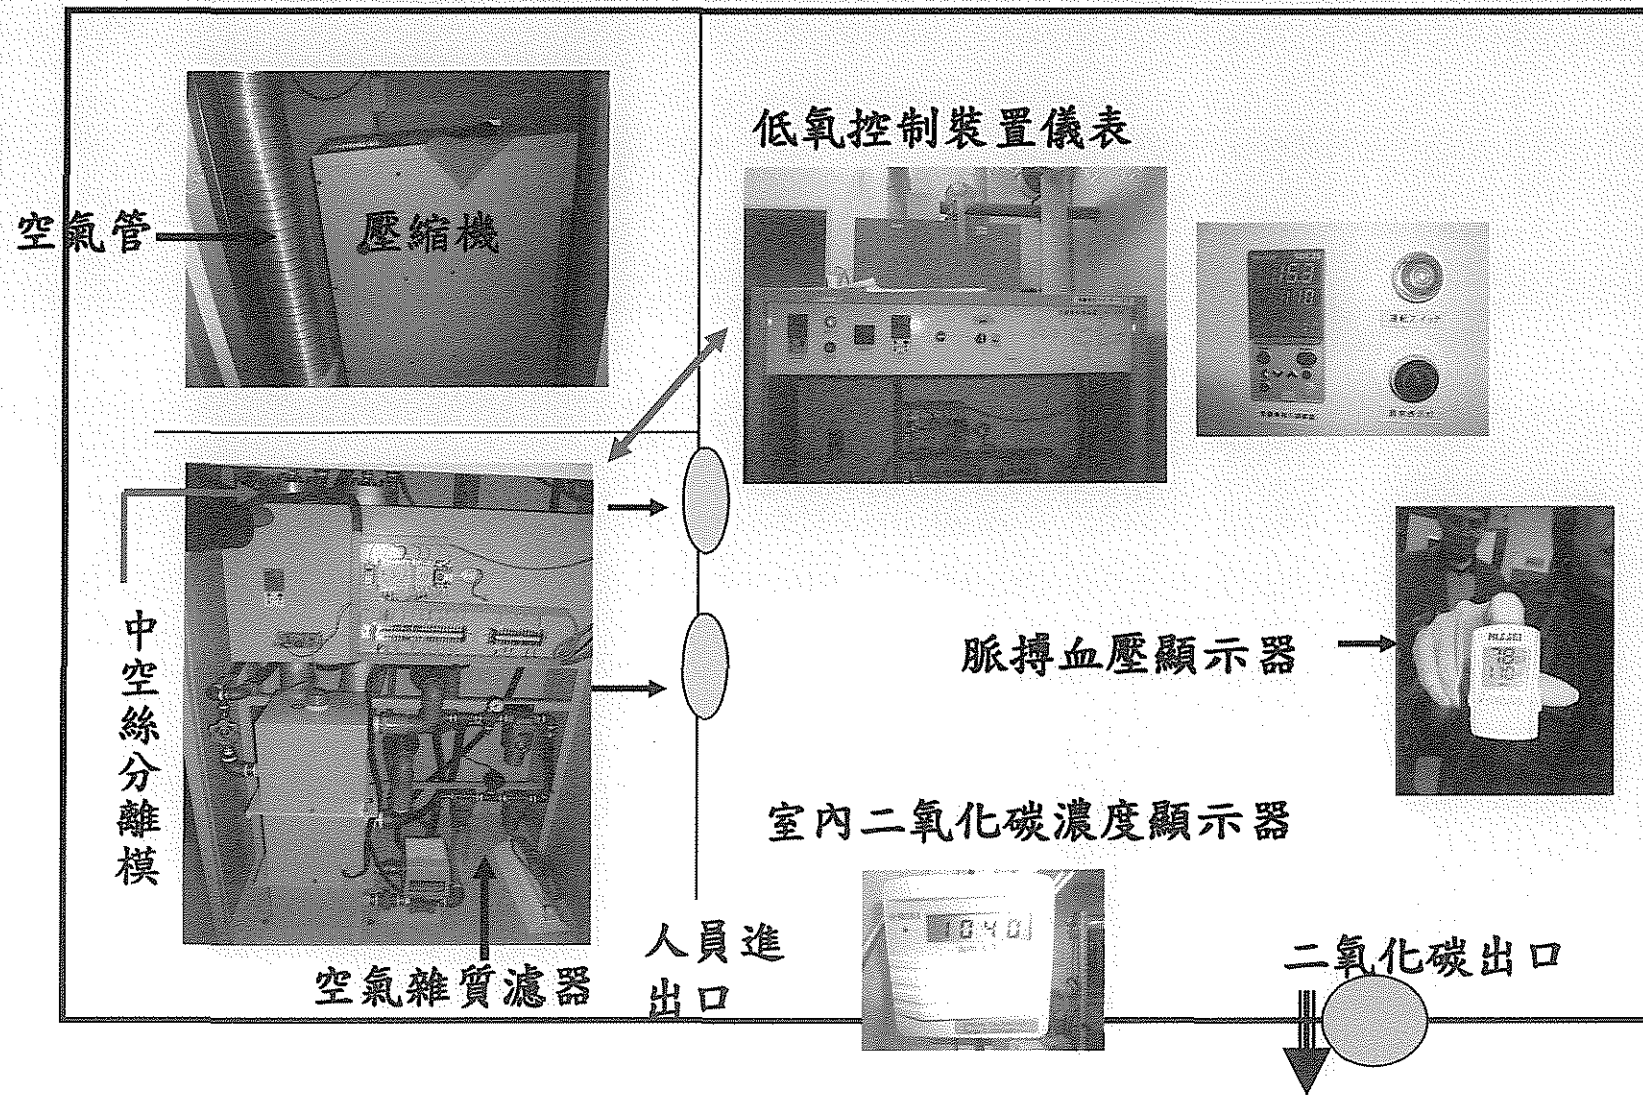 低氧控制裝置儀表
空氣管
壓縮機
中空絲分離模
脈搏血壓顯示器
NISSEI
室內二氧化碳濃度顯示器
1040
人員進
出口
空氣雜質濾器
二氧化碳出口